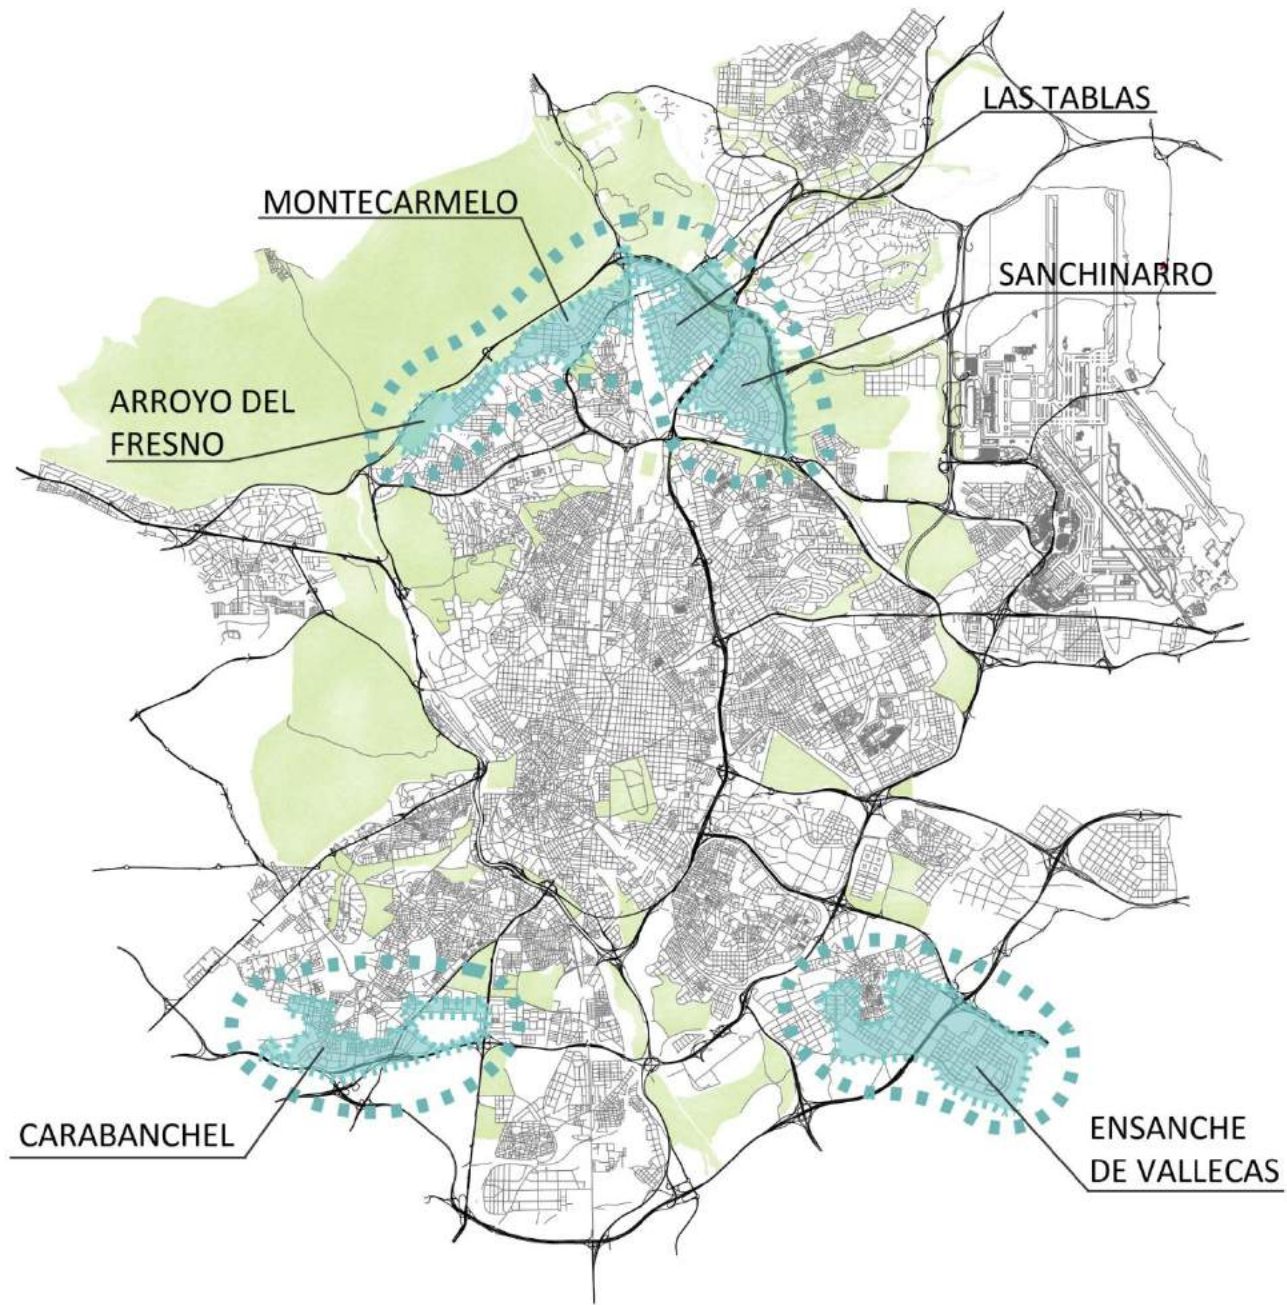 LAS TABLAS
MONTECARMELO
SANCHINARRO
ARROYO DEL
FRESNO
CARABANCHEL
ENSANCHE
DE VALLECAS